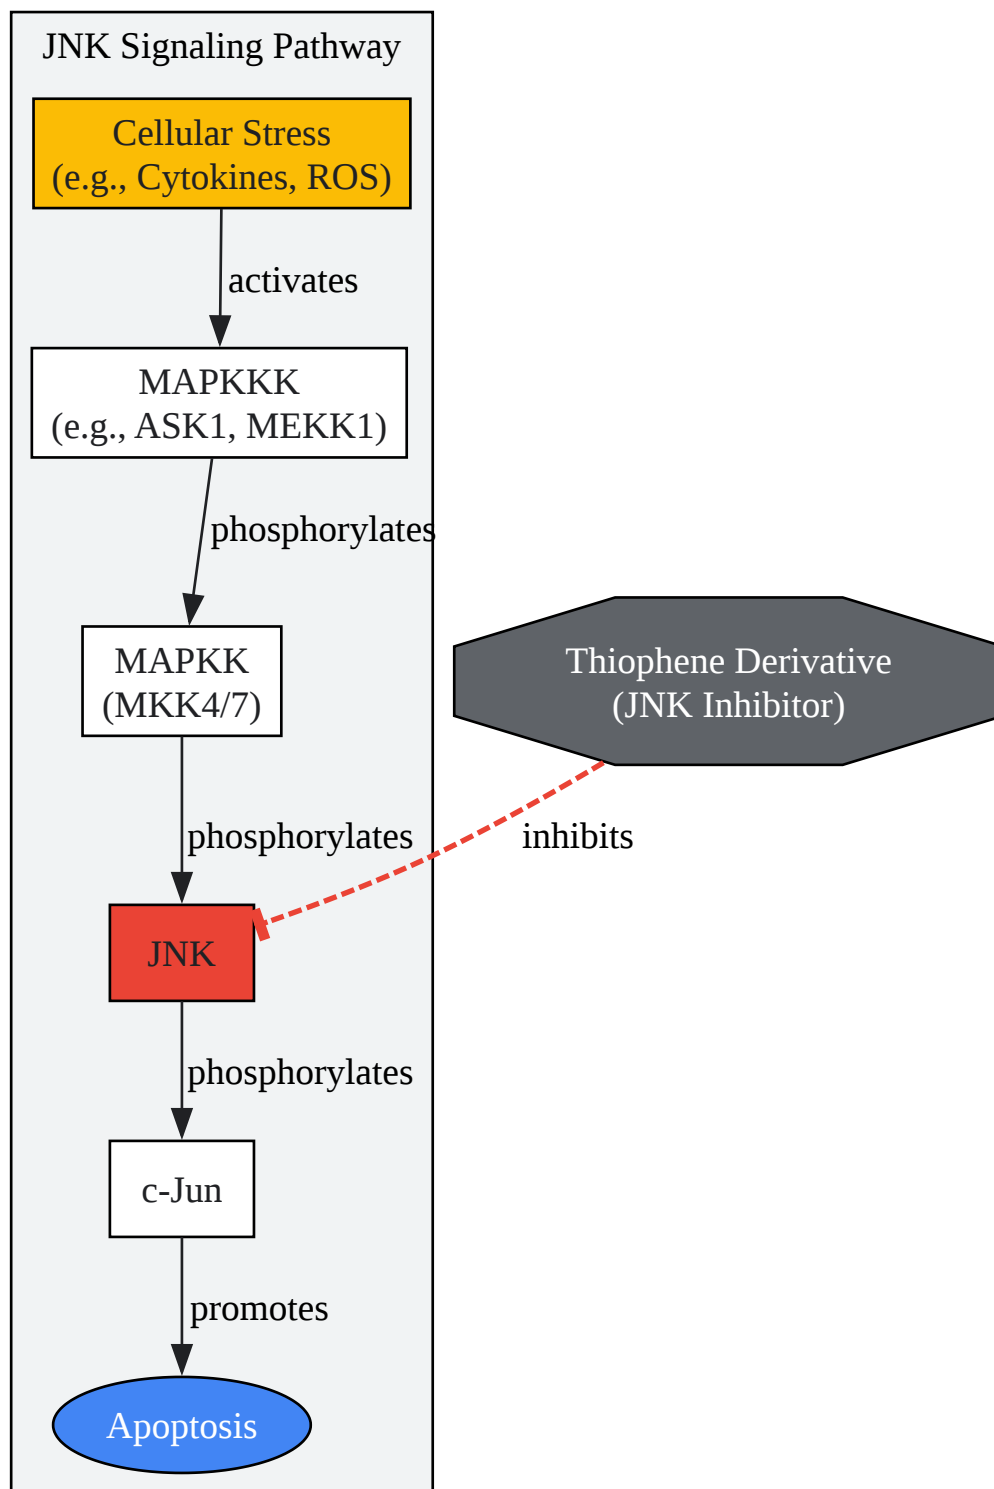 JNK Signaling Pathway
Cellular Stress
(e.g., Cytokines, ROS)
activates
MAPKKK
(e.g., ASK1, MEKK1)
phosphorylates
MAPKK
(MKK4/7)
Thiophene Derivative
(JNK Inhibitor)
phosphorylates
inhibits
JNK
phosphorylates
c-Jun
promotes
Apoptosis